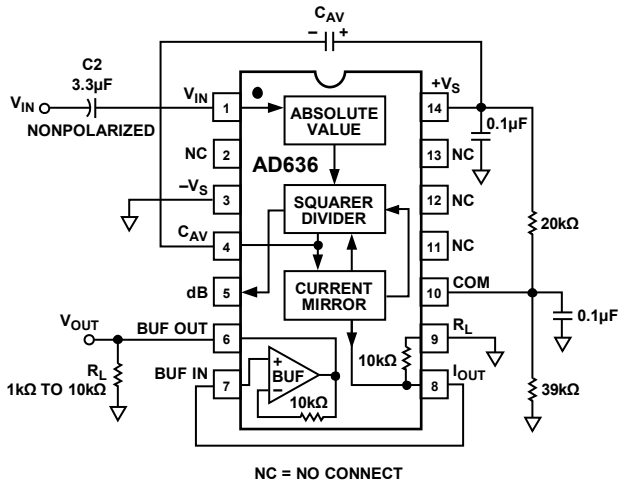 CAV
– +
C2
3.3µF
VIN
NONPOLARIZED
VIN
1
+VS
14
0.1µF
ABSOLUTE
VALUE
NC
2
AD636
13
NC
–VS
3
SQUARER
DIVIDER
12
NC
CAV
4
11
NC
20kΩ
dB
5
CURRENT
MIRROR
10
COM
0.1µF
VOUT
BUF OUT
6
9
RL
10kΩ
RL
1kΩ TO 10kΩ
BUF IN
7
+
–
BUF
10kΩ
8
IOUT
39kΩ
NC = NO CONNECT